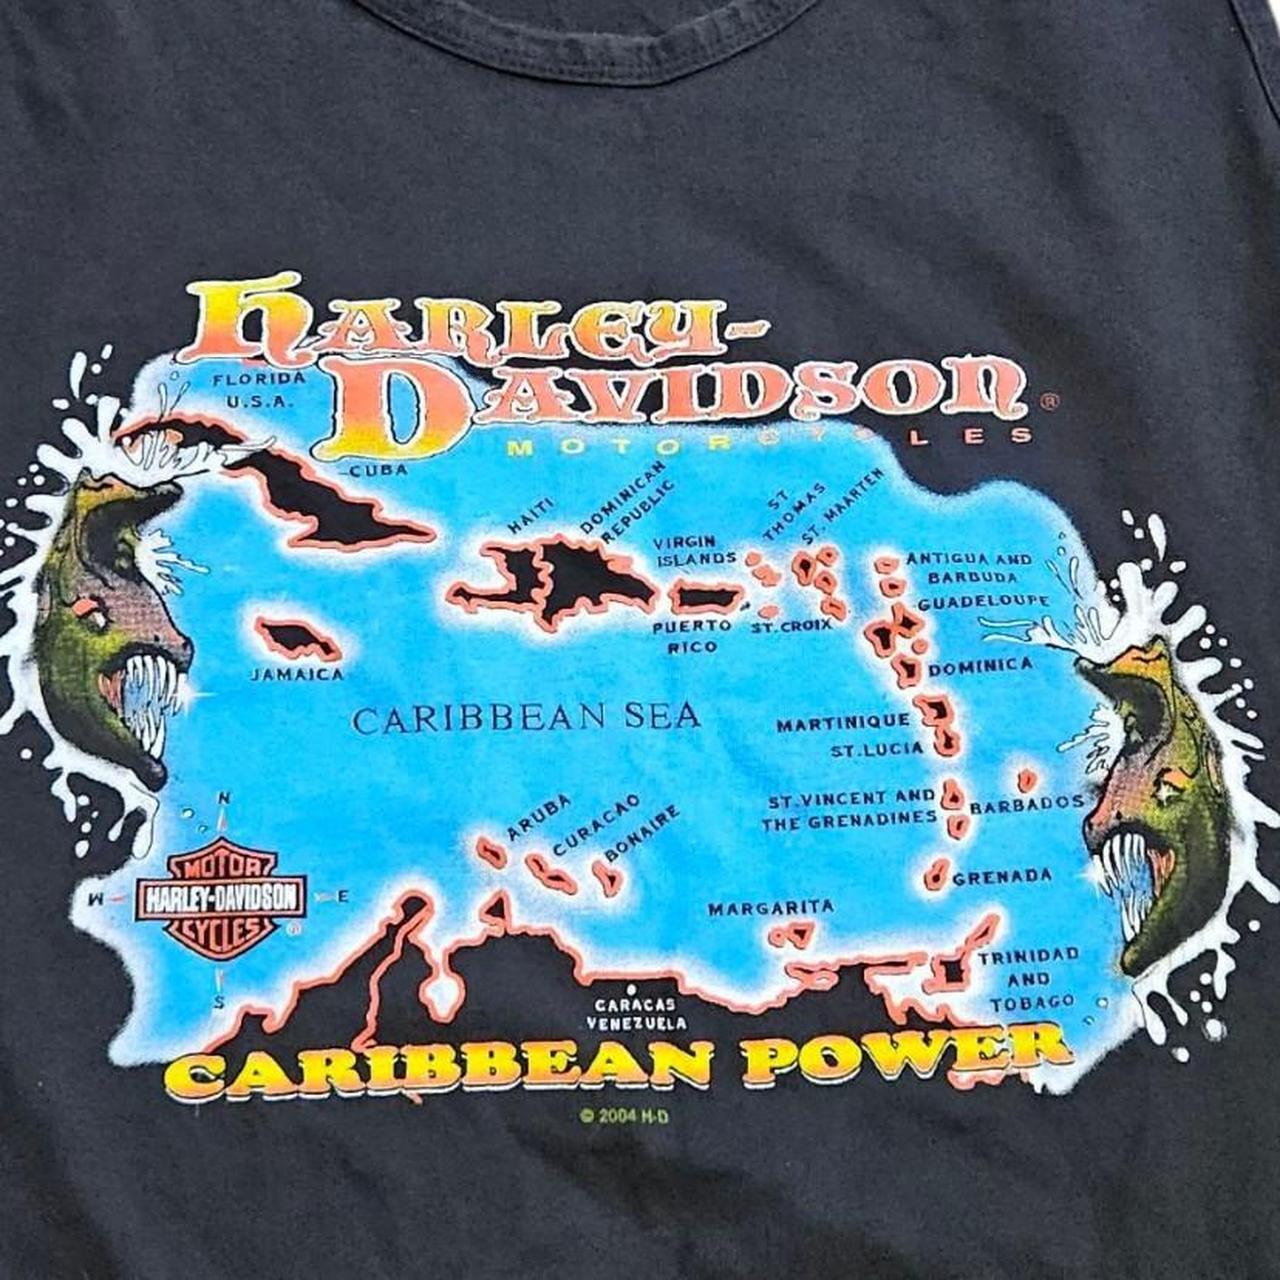 HARLEY-
DAVIDSON ®
MOTORCYCLES
FLORIDA
U.S.A.
CUBA
HAITI
DOMINICAN
REPUBLIC
VIRGIN
ISLANDS
ST
THOMAS
ST. MAARTEN
ANTIGUA AND
BARBUDA
GUADELOUPE
PUERTO
RICO
ST.CROIX
JAMAICA
DOMINICA
CARIBBEAN SEA
MARTINIQUE
ST.LUCIA
ST.VINCENT AND
THE GRENADINES
BARBADOS
ARUBA
CURACAO
BONAIRE
N
W
E
S
MOTOR
HARLEY-DAVIDSON
CYCLES ®
GRENADA
MARGARITA
TRINIDAD
AND
TOBAGO
CARACAS
VENEZUELA
CARIBBEAN POWER
© 2004 H-D